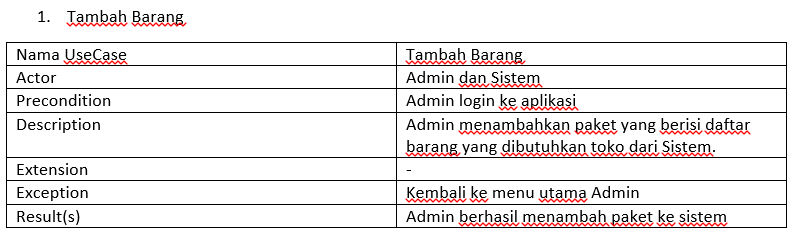 1. Tambah Barang
Nama UseCase Tambah Barang
Actor Admin dan Sistem
Precondition Admin login ke aplikasi
Description Admin menambahkan paket yang berisi daftar
barang yang dibutuhkan toko dari Sistem.
Extension -
Exception Kembali ke menu utama Admin
Result(s) Admin berhasil menambah paket ke sistem